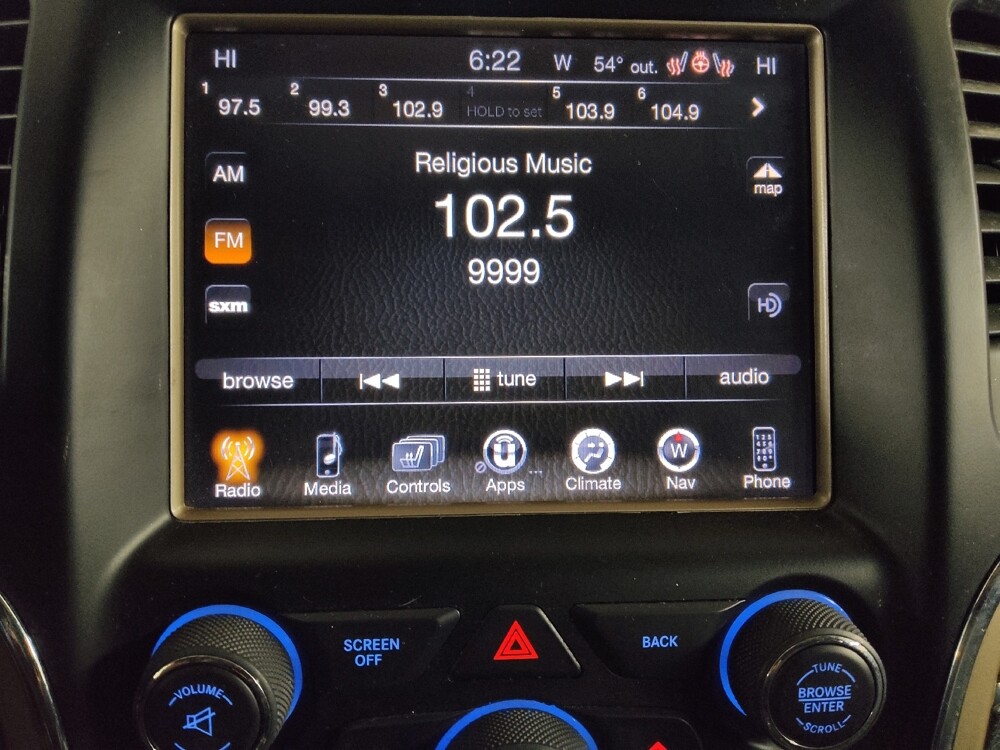 HI 6:22 W 54° out. HI
1 97.5 2 99.3 3 102.9 4 HOLD to set 5 103.9 6 104.9
Religious Music
AM
map
102.5
FM
9999
sxm
HD
browse tune audio
W
Radio Media Controls Apps Climate Nav Phone
SCREEN
OFF
BACK
VOLUME
TUNE
BROWSE
ENTER
SCROLL